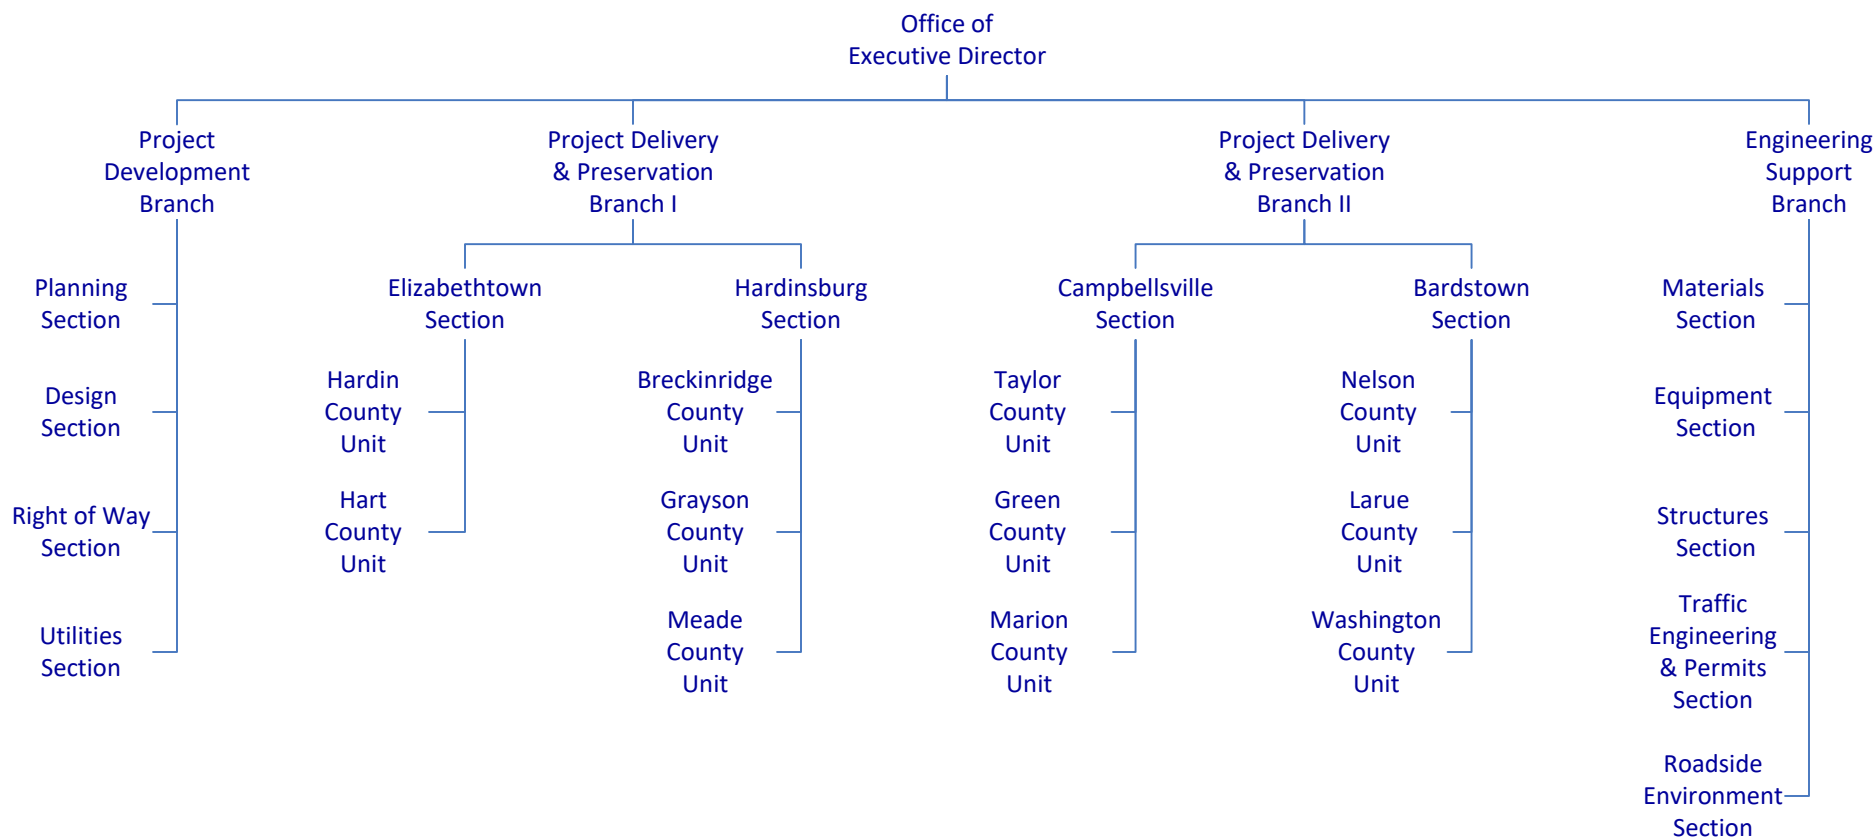 Office of
Executive Director
Project
Development
Branch
Project Delivery
& Preservation
Branch I
Project Delivery
& Preservation
Branch II
Engineering
Support
Branch
Planning
Section
Elizabethtown
Section
Hardinsburg
Section
Campbellsville
Section
Bardstown
Section
Materials
Section
Design
Section
Hardin
County
Unit
Breckinridge
County
Unit
Taylor
County
Unit
Nelson
County
Unit
Equipment
Section
Right of Way
Section
Hart
County
Unit
Grayson
County
Unit
Green
County
Unit
Larue
County
Unit
Structures
Section
Utilities
Section
Meade
County
Unit
Marion
County
Unit
Washington
County
Unit
Traffic
Engineering
& Permits
Section
Roadside
Environment
Section